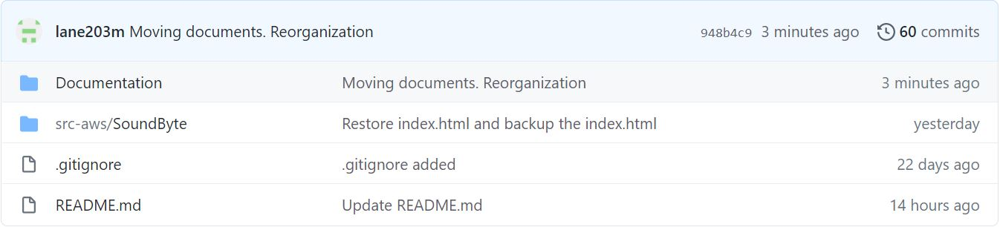 lane203m Moving documents. Reorganization 948b4c9 3 minutes ago 60 commits
Documentation Moving documents. Reorganization 3 minutes ago
src-aws/SoundByte Restore index.html and backup the index.html yesterday
.gitignore .gitignore added 22 days ago
README.md Update README.md 14 hours ago